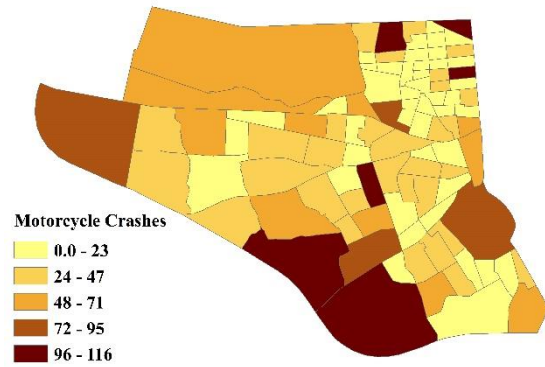 Motorcycle Crashes
0.0 - 23
24 - 47
48 - 71
72 - 95
96 - 116